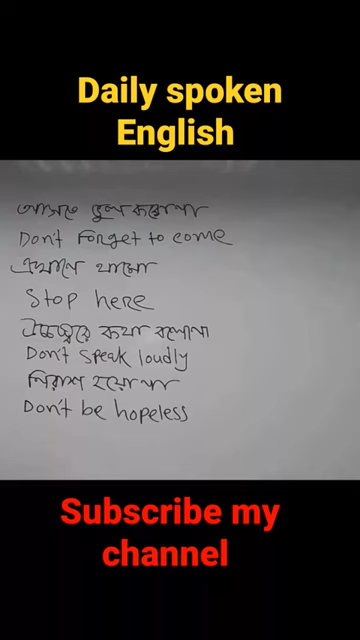 Daily spoken
English
আসতে ভুল করোনা
Don't Forget to come
এখানে থামো
Stop here
উচ্চস্বরে কথা বলোনা
Don't speak loudly
নিরাশ হয়োনা
Don't be hopeless
Subscribe my
channel